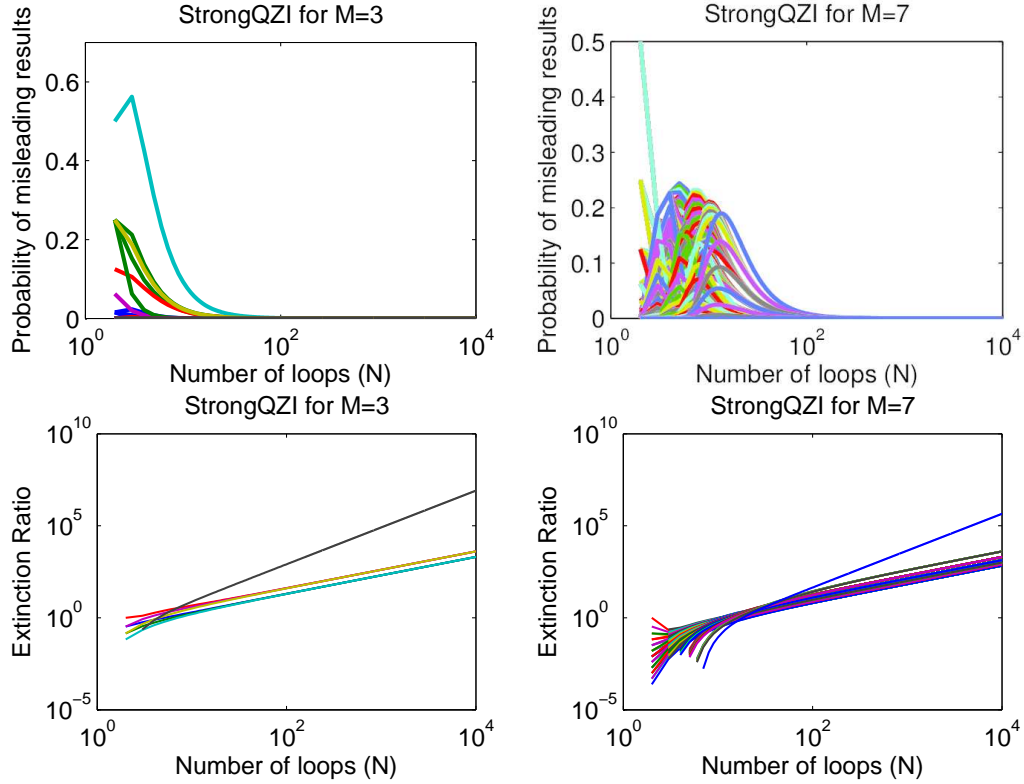 StrongQZI for M=3
Probability of misleading results
0.6
0.4
0.2
0
10^0
10^2
10^4
Number of loops (N)
StrongQZI for M=7
Probability of misleading results
0.5
0.4
0.3
0.2
0.1
0
10^0
10^2
10^4
Number of loops (N)
StrongQZI for M=3
Extinction Ratio
10^10
10^5
10^0
10^−5
10^0
10^2
10^4
Number of loops (N)
StrongQZI for M=7
Extinction Ratio
10^10
10^5
10^0
10^−5
10^0
10^2
10^4
Number of loops (N)